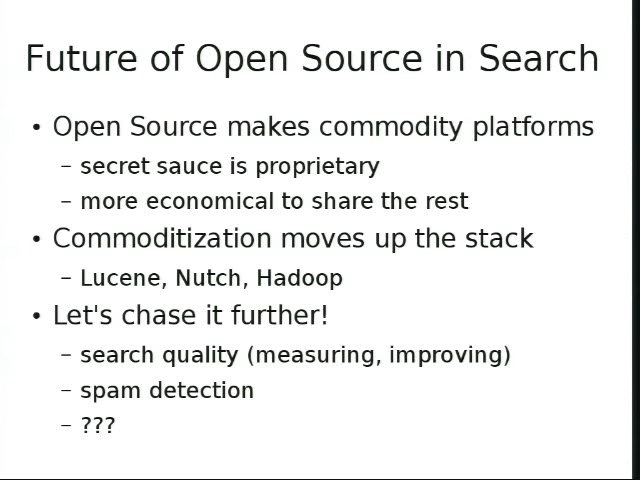 Future of Open Source in Search
• Open Source makes commodity platforms
– secret sauce is proprietary
– more economical to share the rest
• Commoditization moves up the stack
– Lucene, Nutch, Hadoop
• Let's chase it further!
– search quality (measuring, improving)
– spam detection
– ???